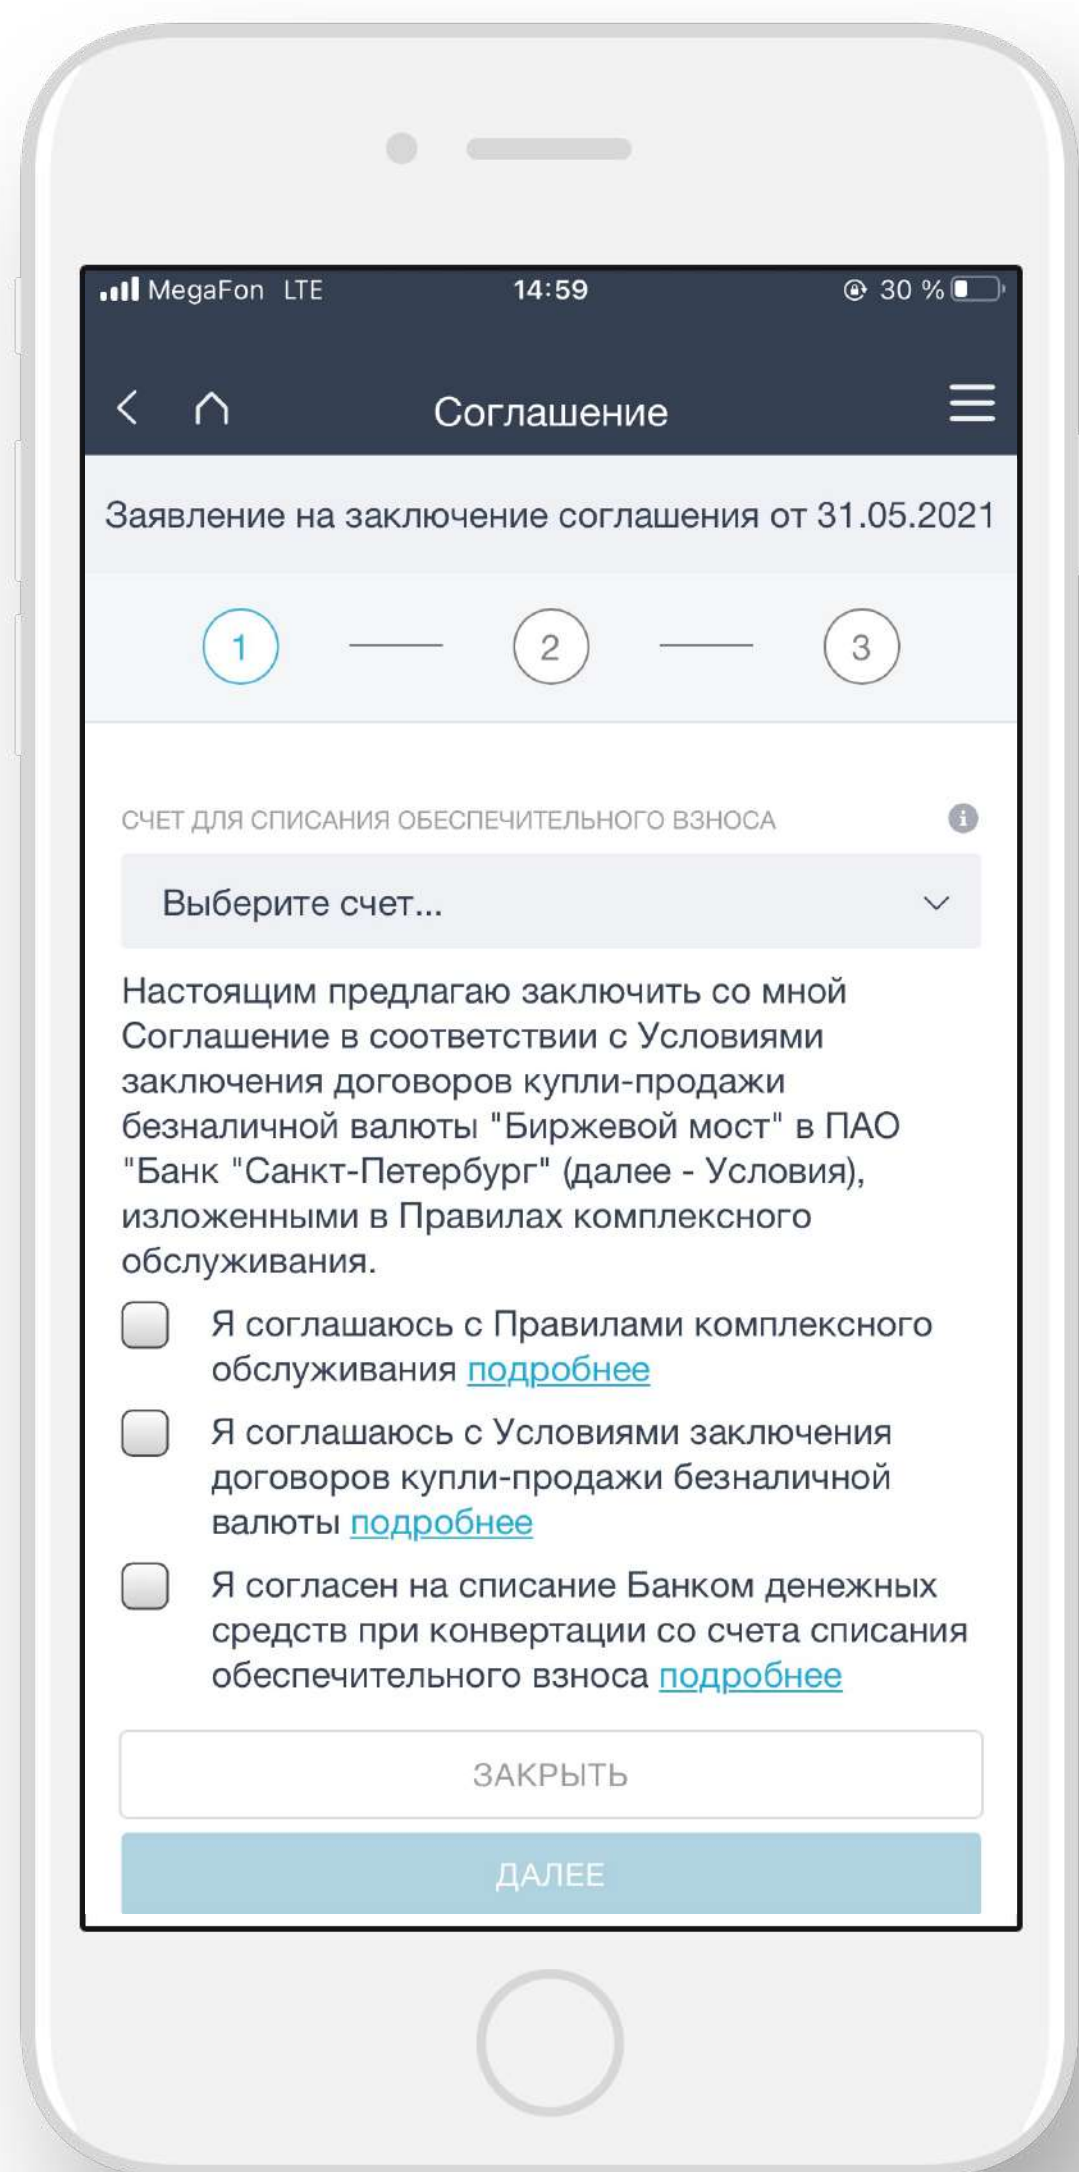 MegaFon LTE 14:59 30 %
Соглашение
Заявление на заключение соглашения от 31.05.2021
1 2 3
СЧЕТ ДЛЯ СПИСАНИЯ ОБЕСПЕЧИТЕЛЬНОГО ВЗНОСА
Выберите счет...
Настоящим предлагаю заключить со мной
Соглашение в соответствии с Условиями
заключения договоров купли-продажи
безналичной валюты "Биржевой мост" в ПАО
"Банк "Санкт-Петербург" (далее - Условия),
изложенными в Правилах комплексного
обслуживания.
Я соглашаюсь с Правилами комплексного
обслуживания подробнее
Я соглашаюсь с Условиями заключения
договоров купли-продажи безналичной
валюты подробнее
Я согласен на списание Банком денежных
средств при конвертации со счета списания
обеспечительного взноса подробнее
ЗАКРЫТЬ
ДАЛЕЕ